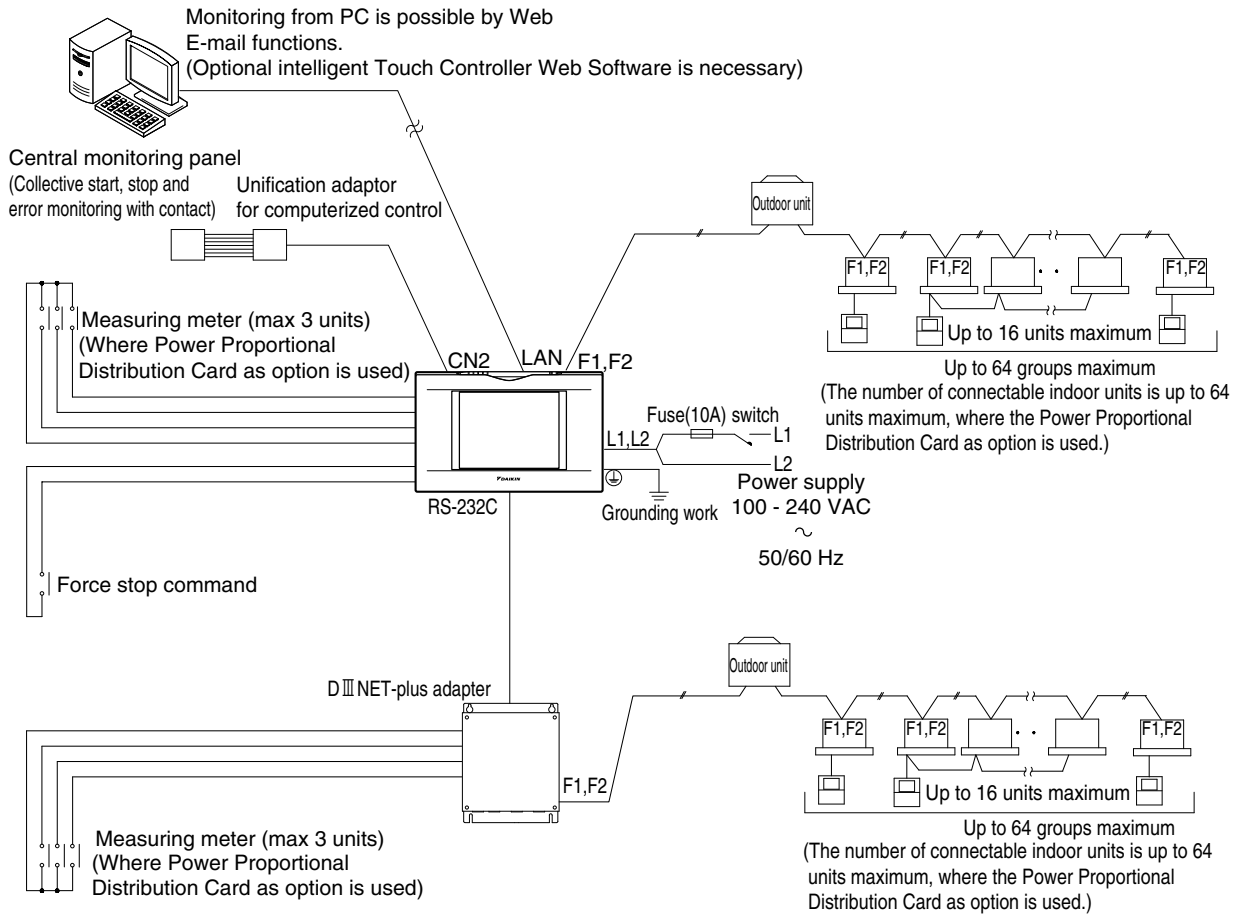 Monitoring from PC is possible by Web
E-mail functions.
(Optional intelligent Touch Controller Web Software is necessary)
Central monitoring panel
(Collective start, stop and
error monitoring with contact)
Unification adaptor
for computerized control
Outdoor unit
F1,F2
F1,F2
F1,F2
Up to 16 units maximum
Up to 64 groups maximum
(The number of connectable indoor units is up to 64
units maximum, where the Power Proportional
Distribution Card as option is used.)
Measuring meter (max 3 units)
(Where Power Proportional
Distribution Card as option is used)
CN2
LAN
F1,F2
DAIKIN
RS-232C
L1,L2
Fuse(10A) switch
L1
L2
Grounding work
Power supply
100 - 240 VAC
~
50/60 Hz
Force stop command
DⅢNET-plus adapter
F1,F2
Outdoor unit
F1,F2
F1,F2
F1,F2
Up to 16 units maximum
Up to 64 groups maximum
(The number of connectable indoor units is up to 64
units maximum, where the Power Proportional
Distribution Card as option is used.)
Measuring meter (max 3 units)
(Where Power Proportional
Distribution Card as option is used)